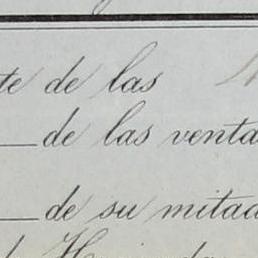 te de las
de las venta
de su mitad